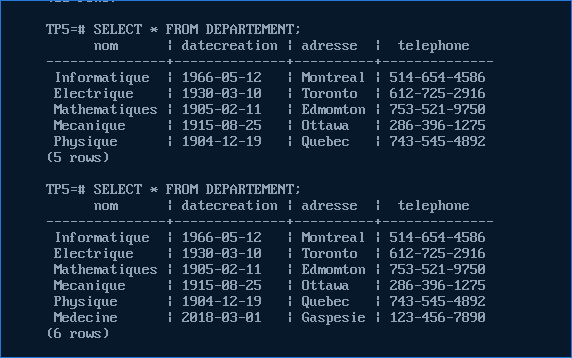 TP5=# SELECT * FROM DEPARTEMENT;
nom | datecreation | adresse | telephone
---------------+--------------+----------+--------------
Informatique | 1966-05-12 | Montreal | 514-654-4586
Electrique | 1930-03-10 | Toronto | 612-725-2916
Mathematiques | 1905-02-11 | Edmomton | 753-521-9750
Mecanique | 1915-08-25 | Ottawa | 286-396-1275
Physique | 1904-12-19 | Quebec | 743-545-4892
(5 rows)
TP5=# SELECT * FROM DEPARTEMENT;
nom | datecreation | adresse | telephone
---------------+--------------+----------+--------------
Informatique | 1966-05-12 | Montreal | 514-654-4586
Electrique | 1930-03-10 | Toronto | 612-725-2916
Mathematiques | 1905-02-11 | Edmomton | 753-521-9750
Mecanique | 1915-08-25 | Ottawa | 286-396-1275
Physique | 1904-12-19 | Quebec | 743-545-4892
Medecine | 2018-03-01 | Gaspesie | 123-456-7890
(6 rows)